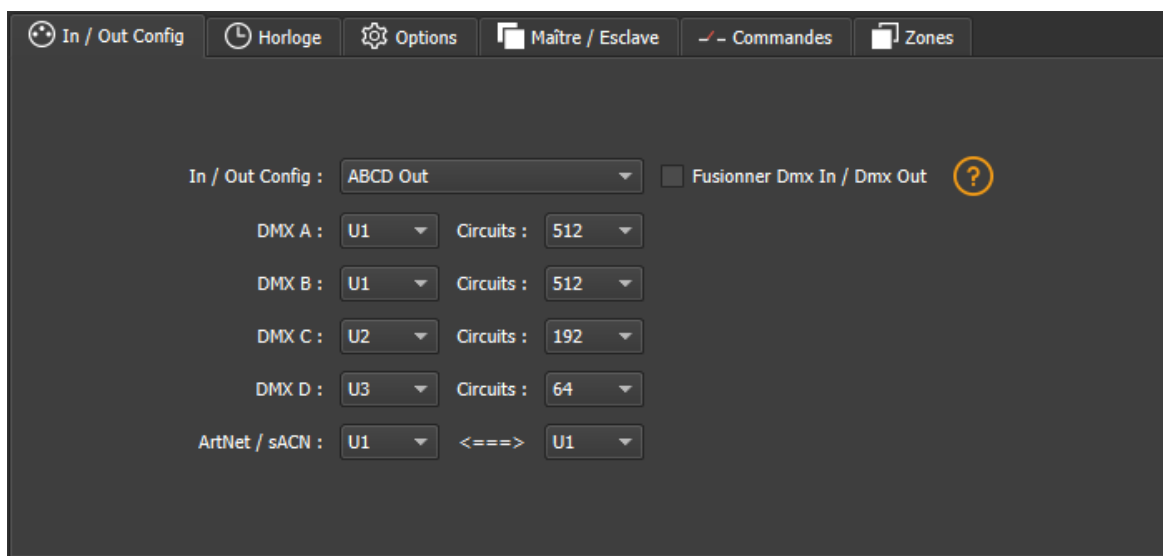 In / Out Config Horloge Options Maître / Esclave Commandes Zones
In / Out Config : ABCD Out Fusionner Dmx In / Dmx Out ?
DMX A : U1 Circuits : 512
DMX B : U1 Circuits : 512
DMX C : U2 Circuits : 192
DMX D : U3 Circuits : 64
ArtNet / sACN : U1 <===> U1